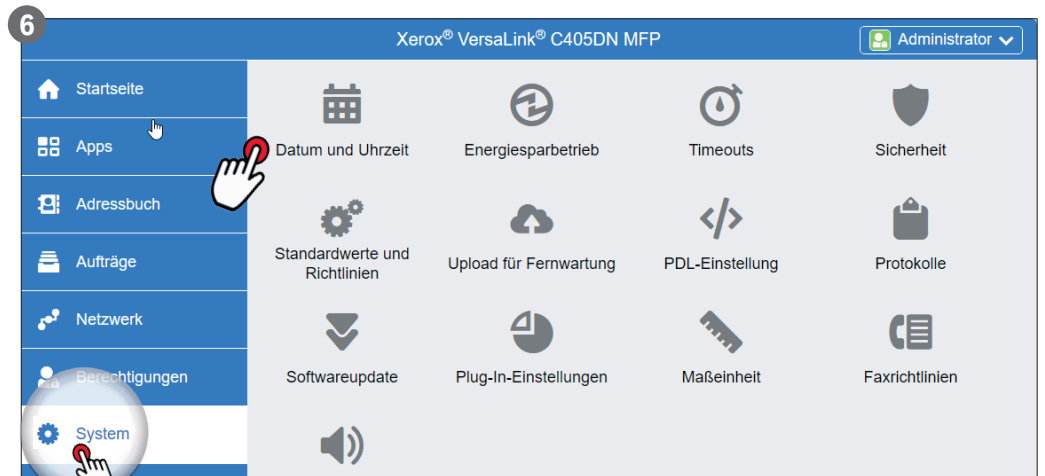 6
Xerox® VersaLink® C405DN MFP
Administrator
Startseite
Apps
Adressbuch
Aufträge
Netzwerk
Berechtigungen
System
Datum und Uhrzeit
Energiesparbetrieb
Timeouts
Sicherheit
Standardwerte und
Richtlinien
Upload für Fernwartung
PDL-Einstellung
Protokolle
Softwareupdate
Plug-In-Einstellungen
Maßeinheit
Faxrichtlinien